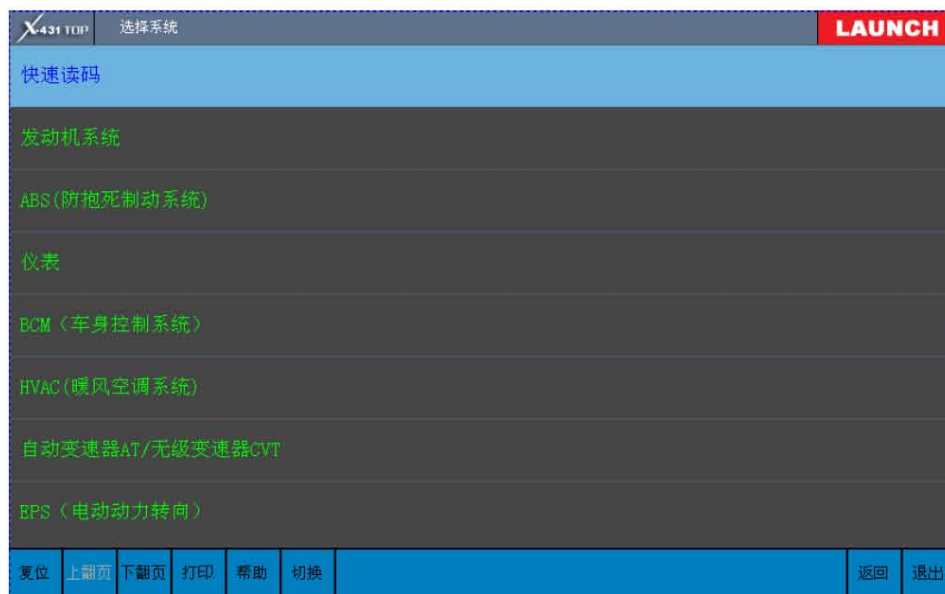 X-431 TOP 选择系统 LAUNCH
快速读码
发动机系统
ABS(防抱死制动系统)
仪表
BCM（车身控制系统）
HVAC(暖风空调系统)
自动变速器AT/无级变速器CVT
EPS（电动动力转向）
复位 上翻页 下翻页 打印 帮助 切换 返回 退出